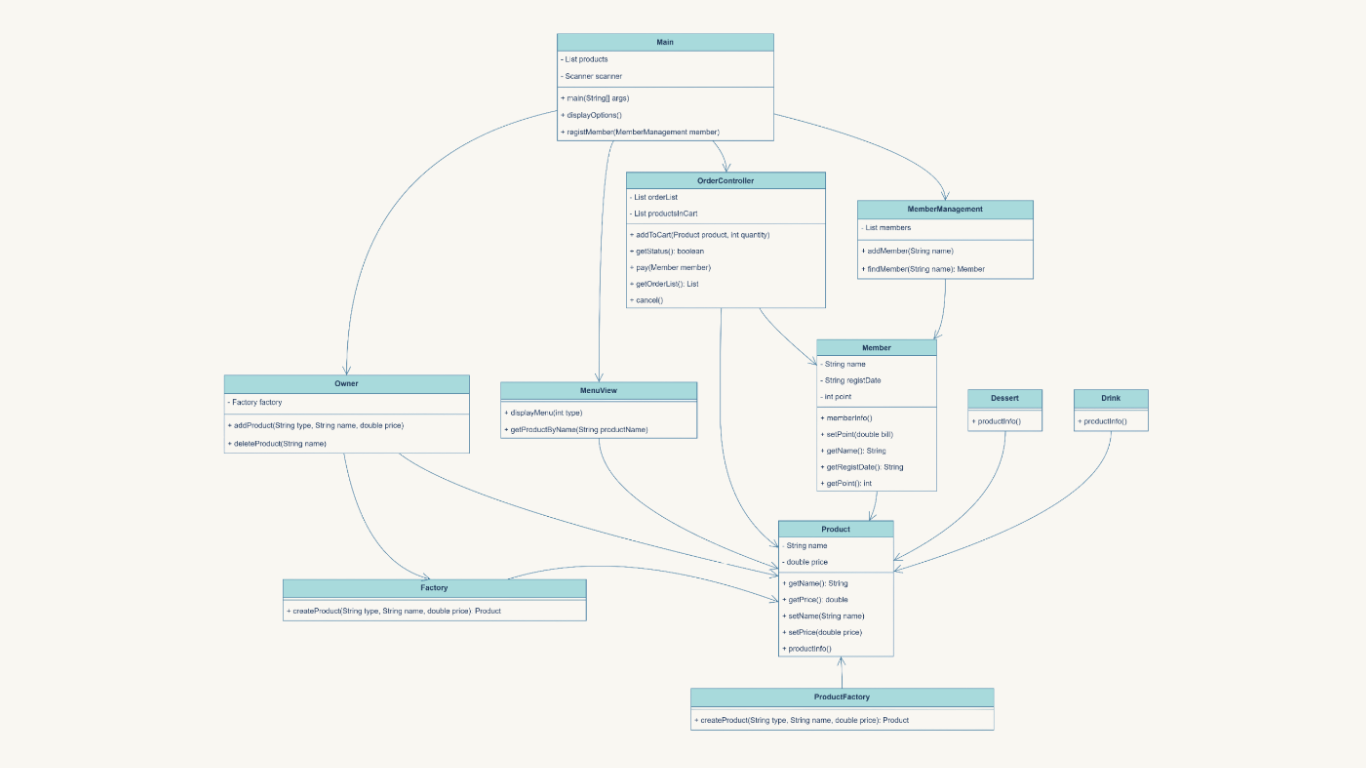 Main
- List products
- Scanner scanner
+ main(String[] args)
+ displayOptions()
+ registMember(MemberManagement member)
OrderController
- List orderList
- List productsInCart
+ addToCart(Product product, int quantity)
+ getStatus(): boolean
+ pay(Member member)
+ getOrderList(): List
+ cancel()
MemberManagement
- List members
+ addMember(String name)
+ findMember(String name): Member
Member
- String name
- String registDate
- int point
+ memberInfo()
+ setPoint(double bill)
+ getName(): String
+ getRegistDate(): String
+ getPoint(): int
Owner
- Factory factory
+ addProduct(String type, String name, double price)
+ deleteProduct(String name)
MenuView
+ displayMenu(int type)
+ getProductByName(String productName)
Dessert
+ productInfo()
Drink
+ productInfo()
Product
- String name
- double price
+ getName(): String
+ getPrice(): double
+ setName(String name)
+ setPrice(double price)
+ productInfo()
Factory
+ createProduct(String type, String name, double price): Product
ProductFactory
+ createProduct(String type, String name, double price): Product